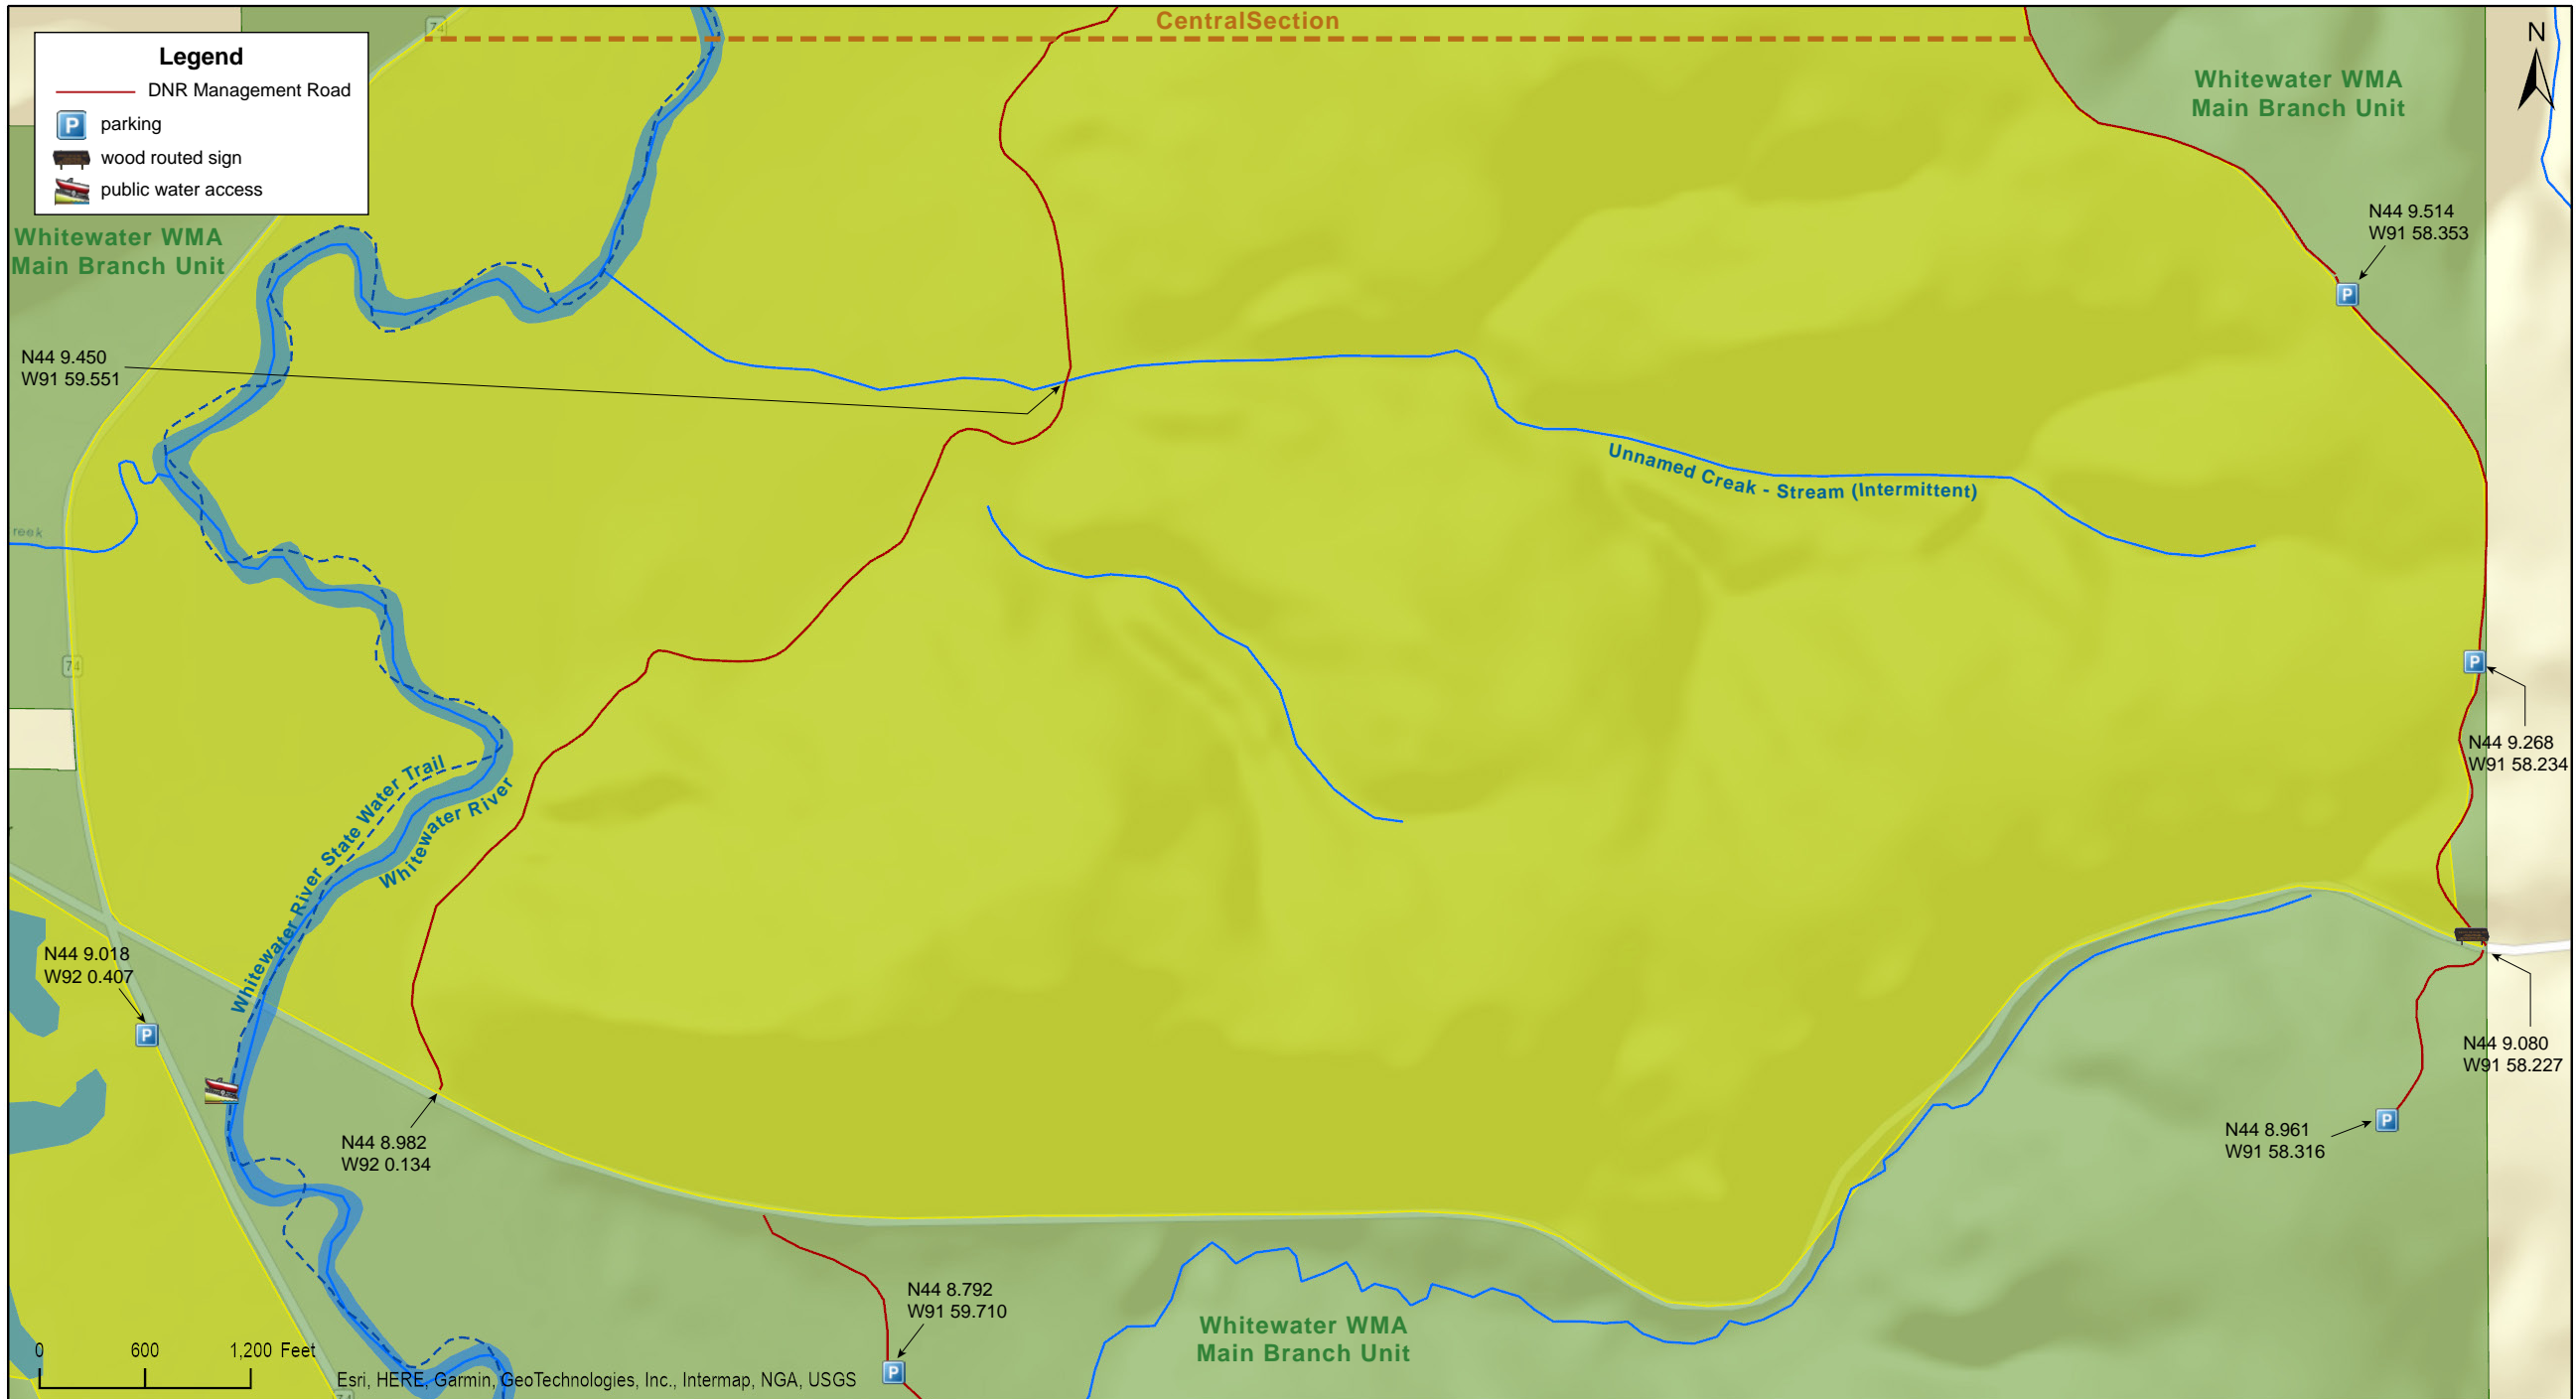 CentralSection
74
Legend
DNR Management Road
P parking
wood routed sign
public water access
N
Whitewater WMA
Main Branch Unit
Whitewater WMA
Main Branch Unit
N44 9.514
W91 58.353
P
N44 9.450
W91 59.551
Unnamed Creak - Stream (Intermittent)
reek
74
P
N44 9.268
W91 58.234
Whitewater River State Water Trail
Whitewater River
N44 9.018
W92 0.407
P
N44 9.080
W91 58.227
N44 8.982
W92 0.134
N44 8.961
W91 58.316
P
N44 8.792
W91 59.710
P
Whitewater WMA
Main Branch Unit
0 600 1,200 Feet
Esri, HERE, Garmin, GeoTechnologies, Inc., Intermap, NGA, USGS
74